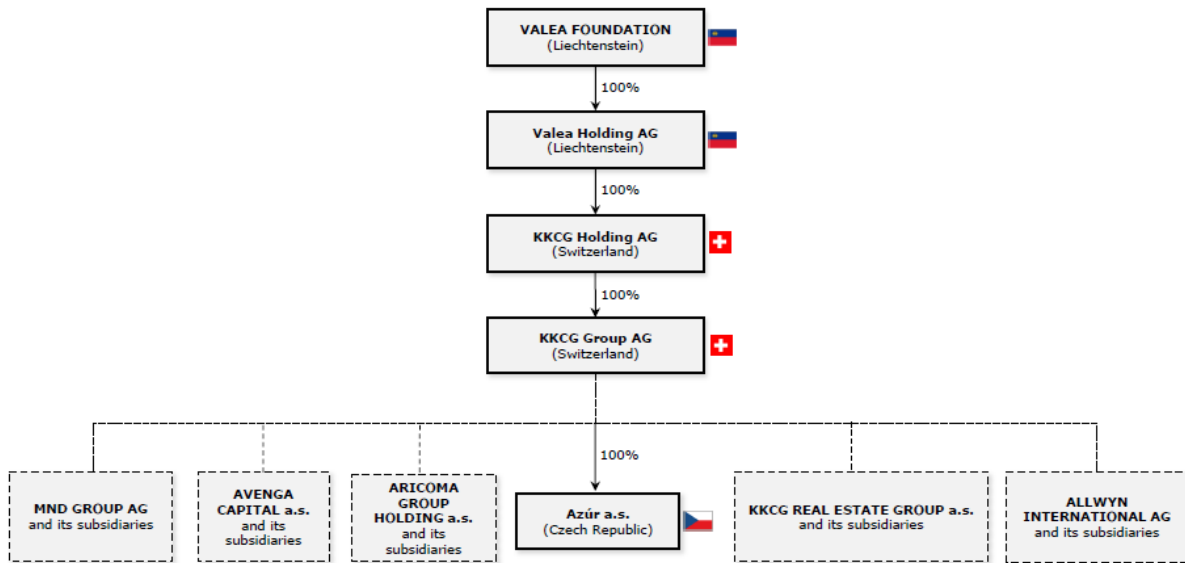 VALEA FOUNDATION
(Liechtenstein)
100%
Valea Holding AG
(Liechtenstein)
100%
KKCG Holding AG
(Switzerland)
100%
KKCG Group AG
(Switzerland)
100%
MND GROUP AG
and its subsidiaries
AVENGA
CAPITAL a.s.
and its
subsidiaries
ARICOMA
GROUP
HOLDING a.s.
and its
subsidiaries
Azúr a.s.
(Czech Republic)
KKCG REAL ESTATE GROUP a.s.
and its subsidiaries
ALLWYN
INTERNATIONAL AG
and its subsidiaries